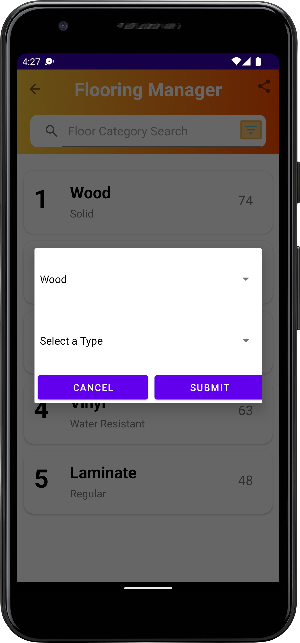 4:27
Flooring Manager
Floor Category Search
1 Wood 74
Solid
Wood
Select a Type
CANCEL SUBMIT
4 Vinyl 63
Water Resistant
5 Laminate 48
Regular